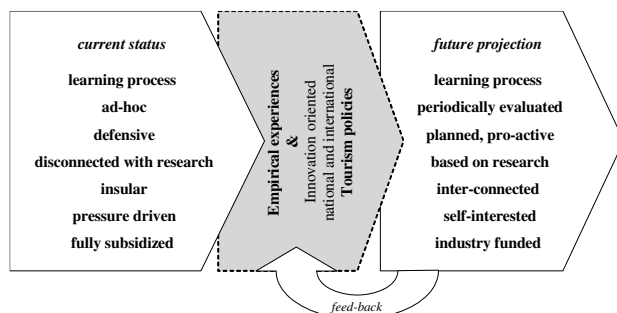 current status
learning process
ad-hoc
defensive
disconnected with research
insular
pressure driven
fully subsidized
Empirical experiences
&
Innovation oriented
national and international
Tourism policies
future projection
learning process
periodically evaluated
planned, pro-active
based on research
inter-connected
self-interested
industry funded
feed-back